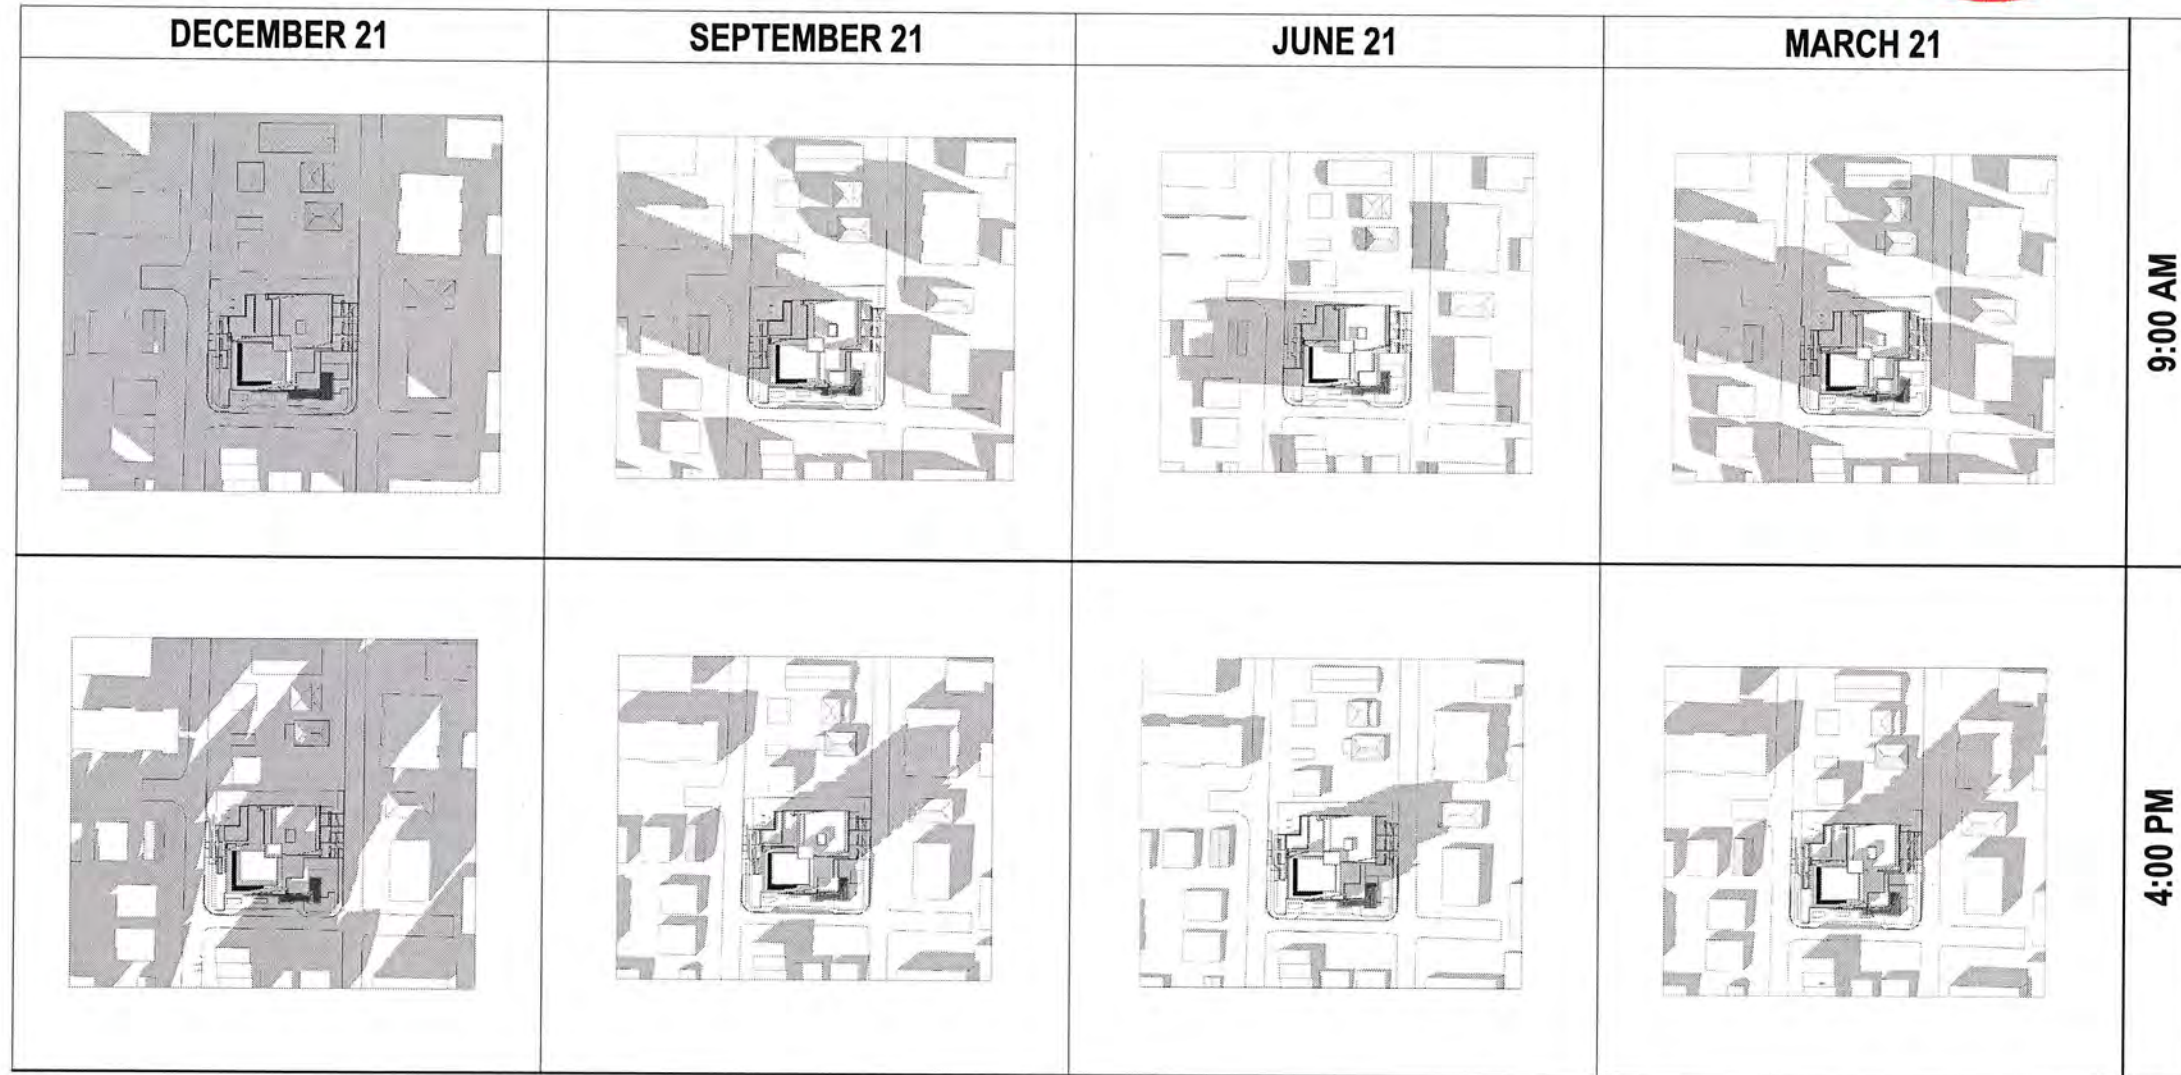 DECEMBER 21
SEPTEMBER 21
JUNE 21
MARCH 21
9:00 AM
4:00 PM